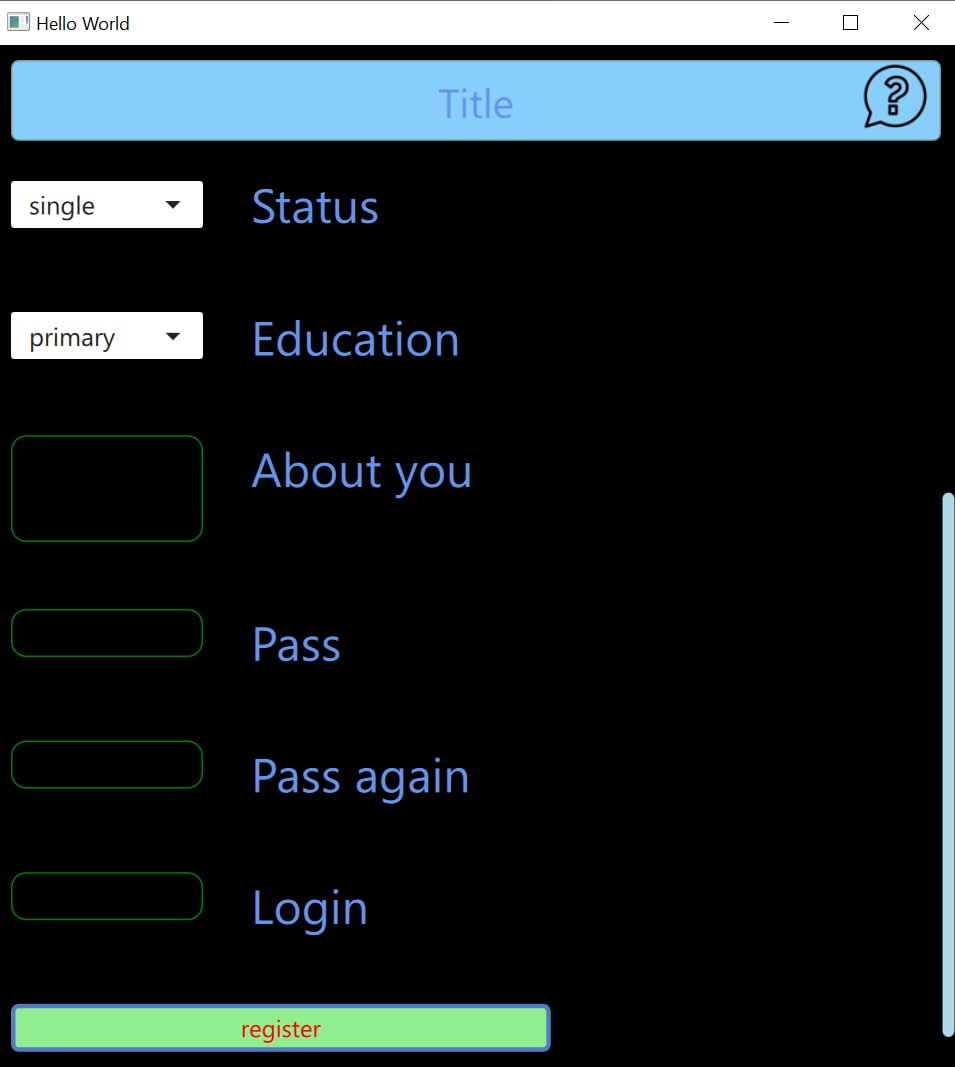 Hello World
Title
single
Status
primary
Education
About you
Pass
Pass again
Login
register